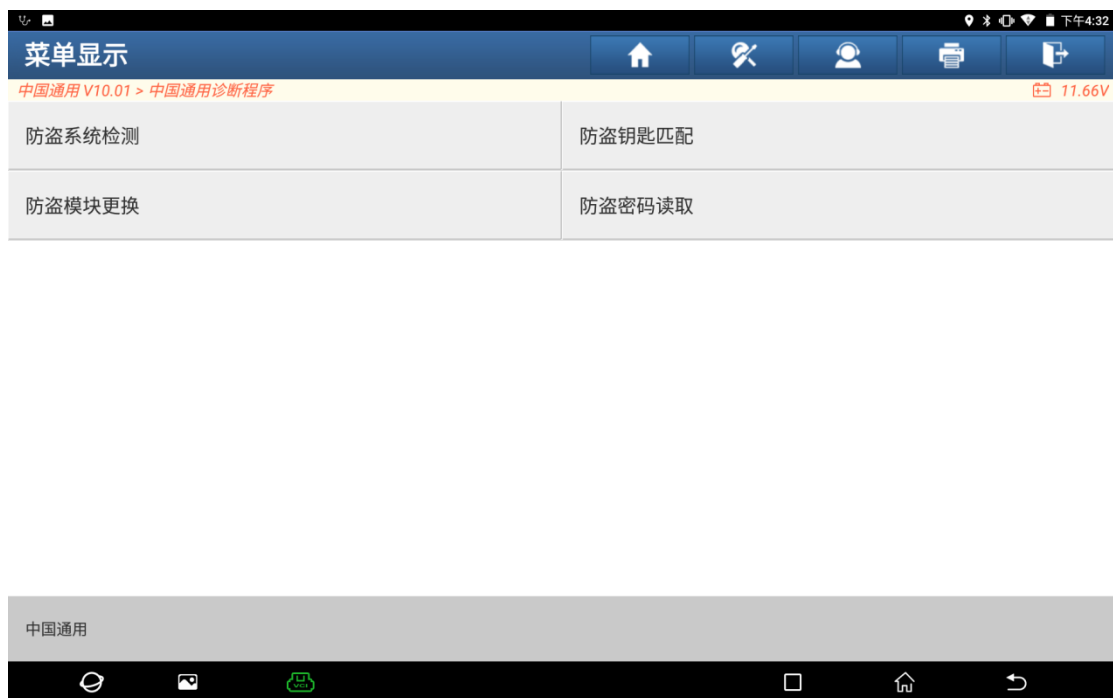 下午4:32
菜单显示
中国通用 V10.01 > 中国通用诊断程序
11.66V
防盗系统检测
防盗钥匙匹配
防盗模块更换
防盗密码读取
中国通用
VCI